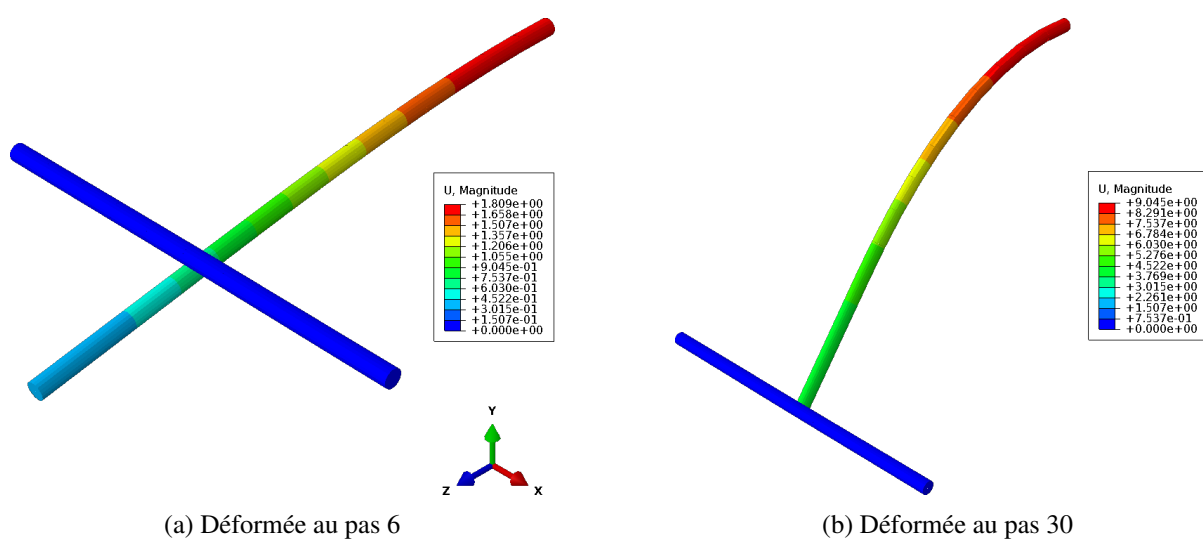 U, Magnitude
+1.809e+00
+1.658e+00
+1.507e+00
+1.357e+00
+1.206e+00
+1.055e+00
+9.045e-01
+7.537e-01
+6.030e-01
+4.522e-01
+3.015e-01
+1.507e-01
+0.000e+00
Y
Z
X
(a) Déformée au pas 6
U, Magnitude
+9.045e+00
+8.291e+00
+7.537e+00
+6.784e+00
+6.030e+00
+5.276e+00
+4.522e+00
+3.769e+00
+3.015e+00
+2.261e+00
+1.507e+00
+7.537e-01
+0.000e+00
(b) Déformée au pas 30